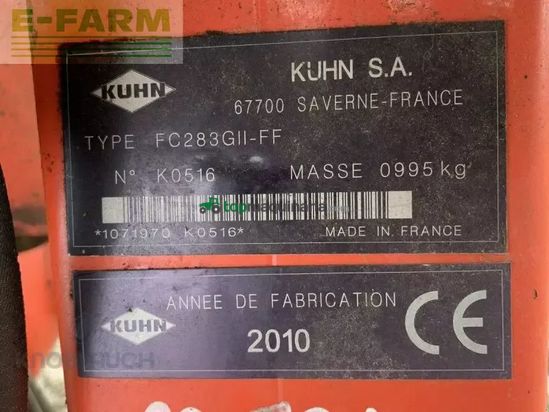 E-FARM
KUHN
KUHN S.A.
67700 SAVERNE-FRANCE
TYPE FC283GII-FF
N° K0516 MASSE 0995 kg
*1071970 K0516*
MADE IN FRANCE
KUHN
ANNEE DE FABRICATION
2010
CE